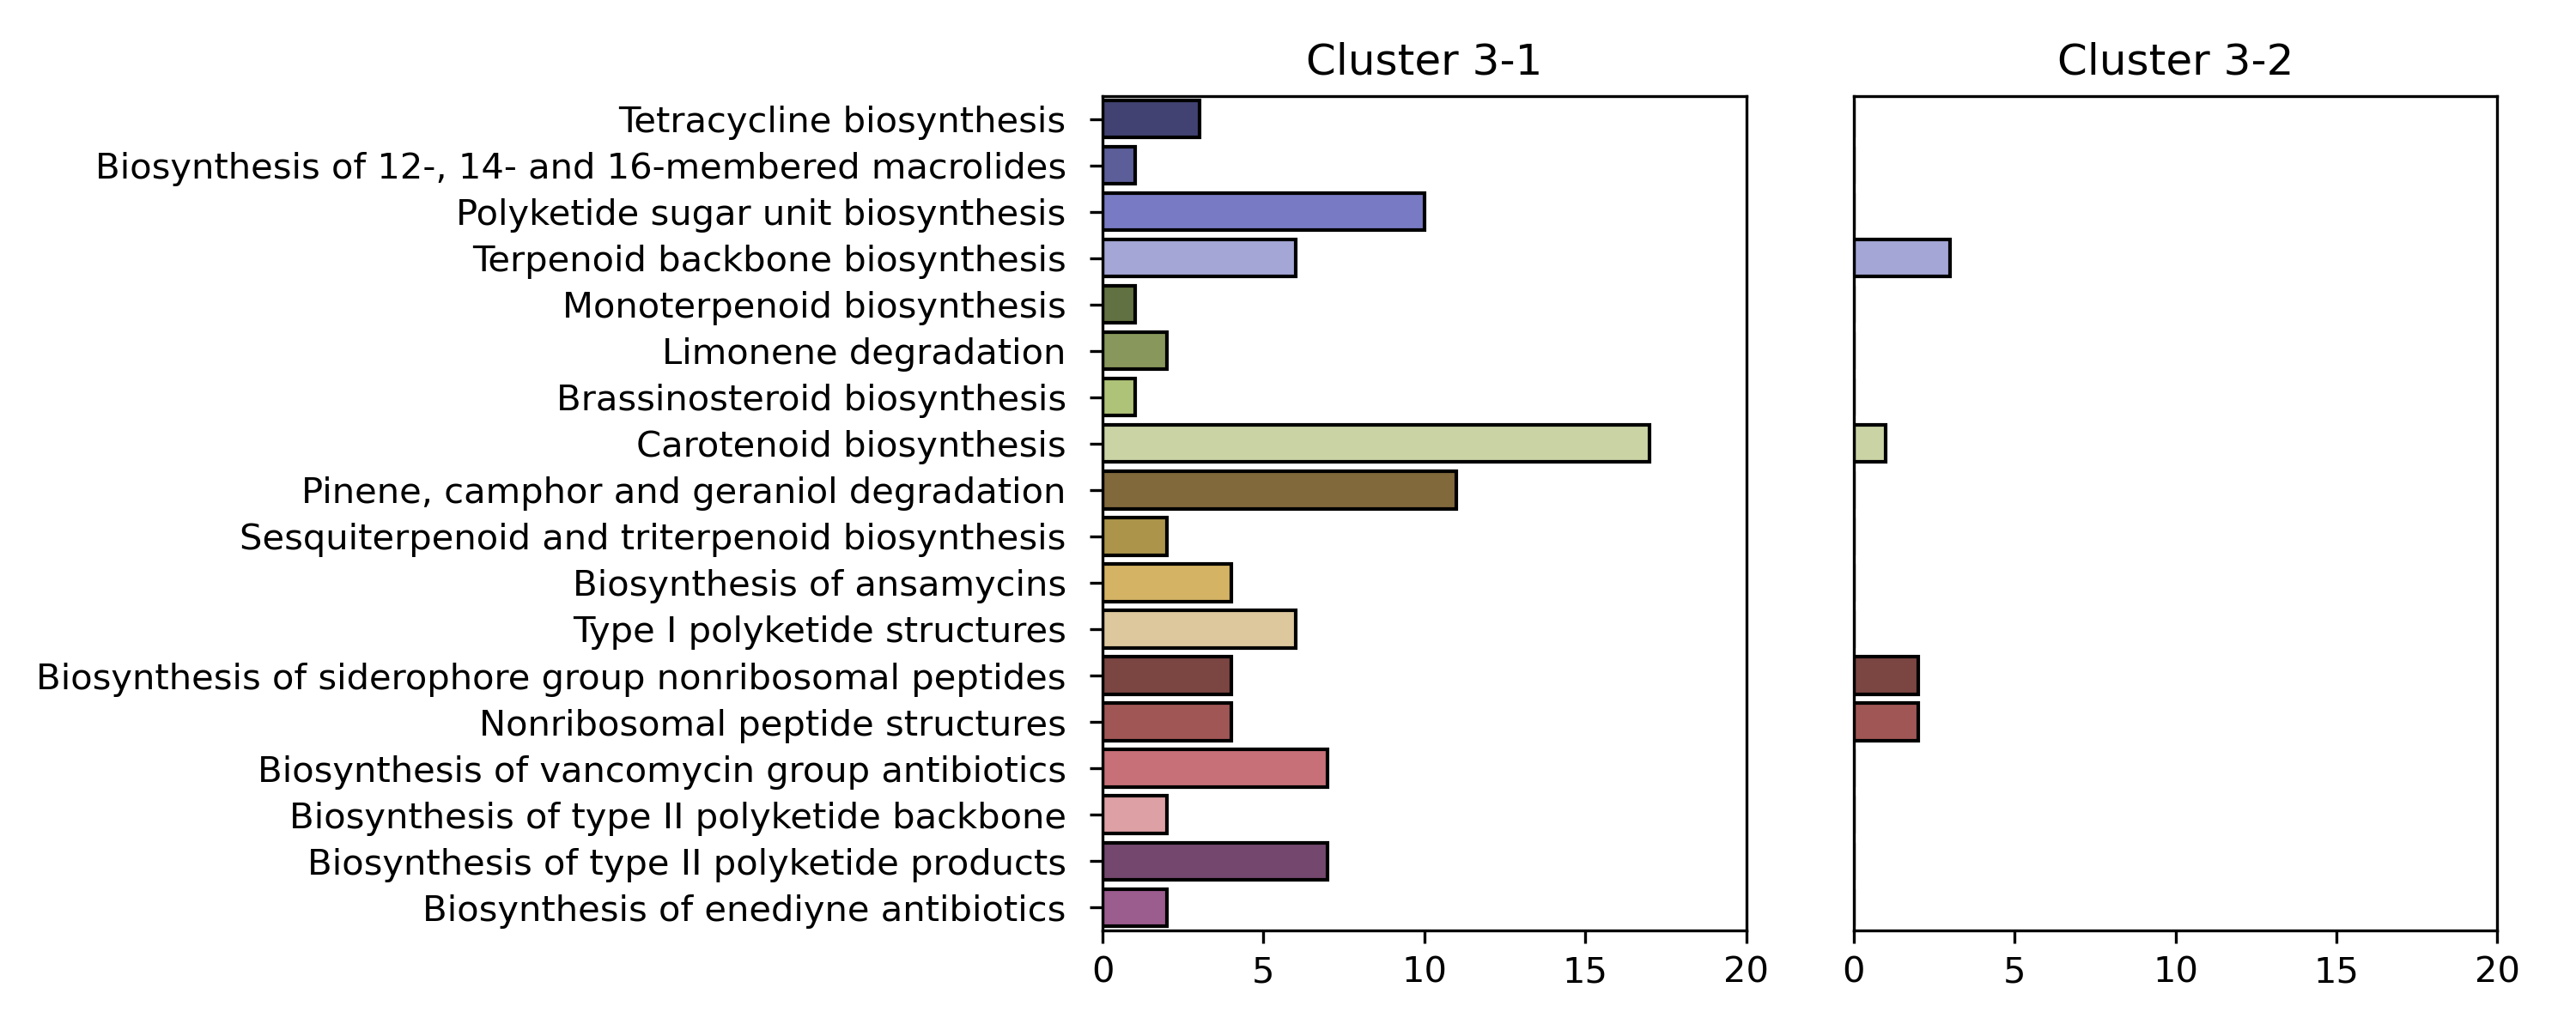 Cluster 3-1
Cluster 3-2
Tetracycline biosynthesis
Biosynthesis of 12-, 14- and 16-membered macrolides
Polyketide sugar unit biosynthesis
Terpenoid backbone biosynthesis
Monoterpenoid biosynthesis
Limonene degradation
Brassinosteroid biosynthesis
Carotenoid biosynthesis
Pinene, camphor and geraniol degradation
Sesquiterpenoid and triterpenoid biosynthesis
Biosynthesis of ansamycins
Type I polyketide structures
Biosynthesis of siderophore group nonribosomal peptides
Nonribosomal peptide structures
Biosynthesis of vancomycin group antibiotics
Biosynthesis of type II polyketide backbone
Biosynthesis of type II polyketide products
Biosynthesis of enediyne antibiotics
0 5 10 15 20
0 5 10 15 20